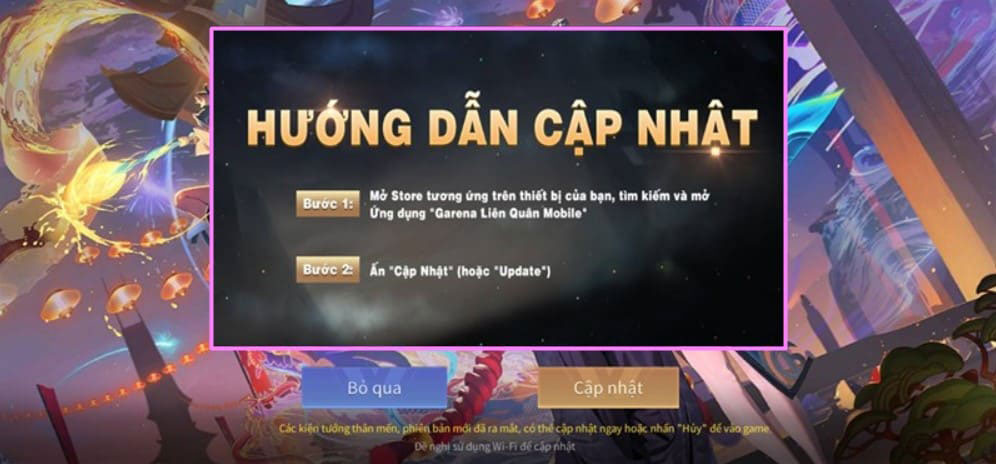 HƯỚNG DẪN CẬP NHẬT
Bước 1:
Mở Store tương ứng trên thiết bị của bạn, tìm kiếm và mở
Ứng dụng "Garena Liên Quân Mobile"
Bước 2:
Ấn "Cập Nhật" (hoặc "Update")
Bỏ qua
Cập nhật
Các kiện tướng thân mến, phiên bản mới đã ra mắt, có thể cập nhật ngay hoặc nhấn "Hủy" để vào game.
Đề nghị sử dụng Wi-Fi để cập nhật